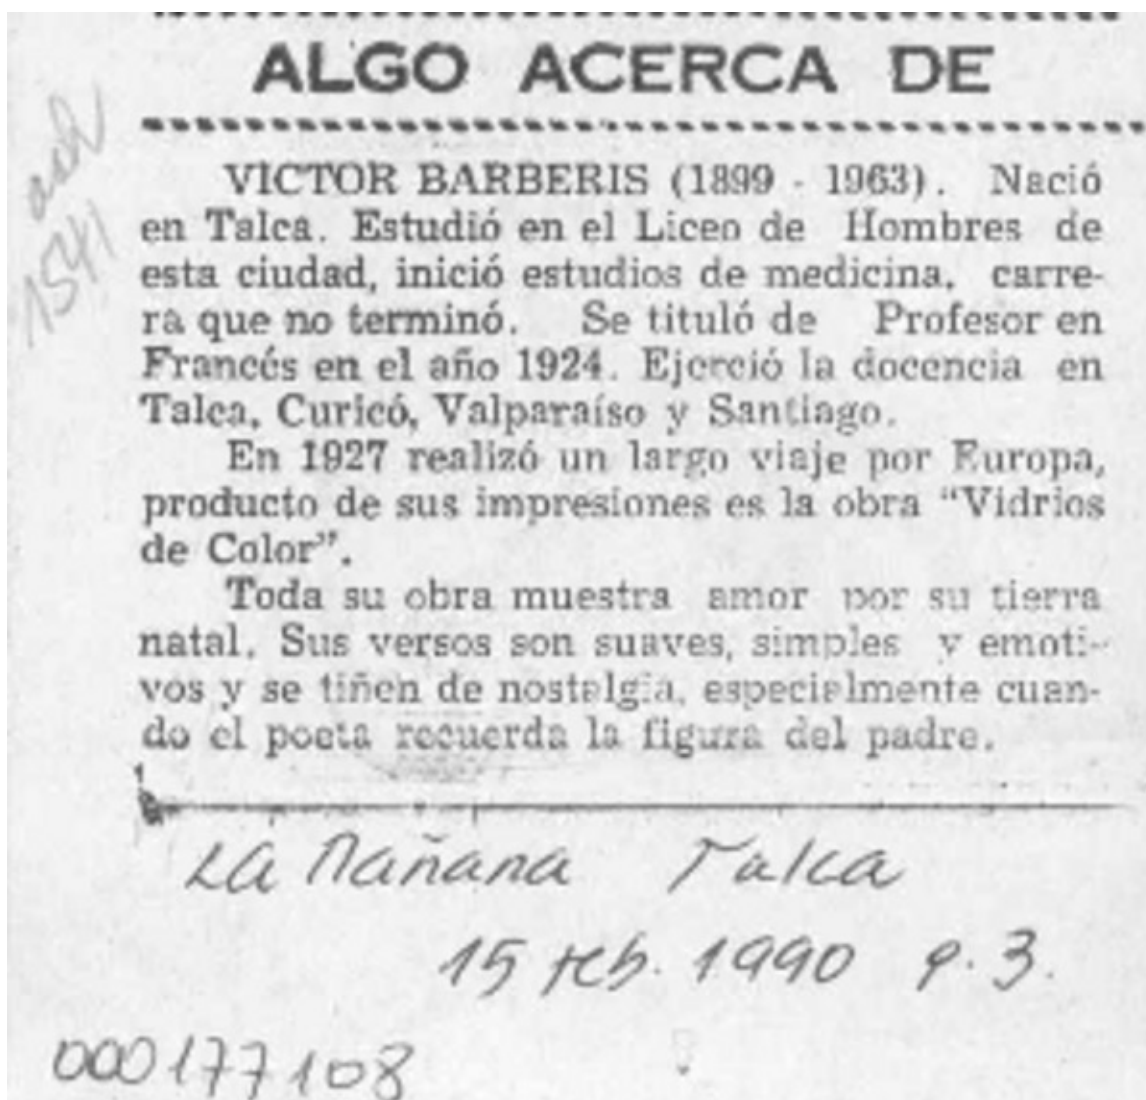 ALGO ACERCA DE
VICTOR BARBERIS (1899 - 1963). Nació
en Talca. Estudió en el Liceo de Hombres de
esta ciudad, inició estudios de medicina, carre-
ra que no terminó. Se tituló de Profesor en
Francés en el año 1924. Ejerció la docencia en
Talca, Curicó, Valparaíso y Santiago.
En 1927 realizó un largo viaje por Europa,
producto de sus impresiones es la obra "Vidrios
de Color".
Toda su obra muestra amor por su tierra
natal. Sus versos son suaves, simples y emoti-
vos y se tiñen de nostalgia, especialmente cuan-
do el poeta recuerda la figura del padre.
La Mañana Talca
15 feb. 1990 p. 3.
000177108
1541